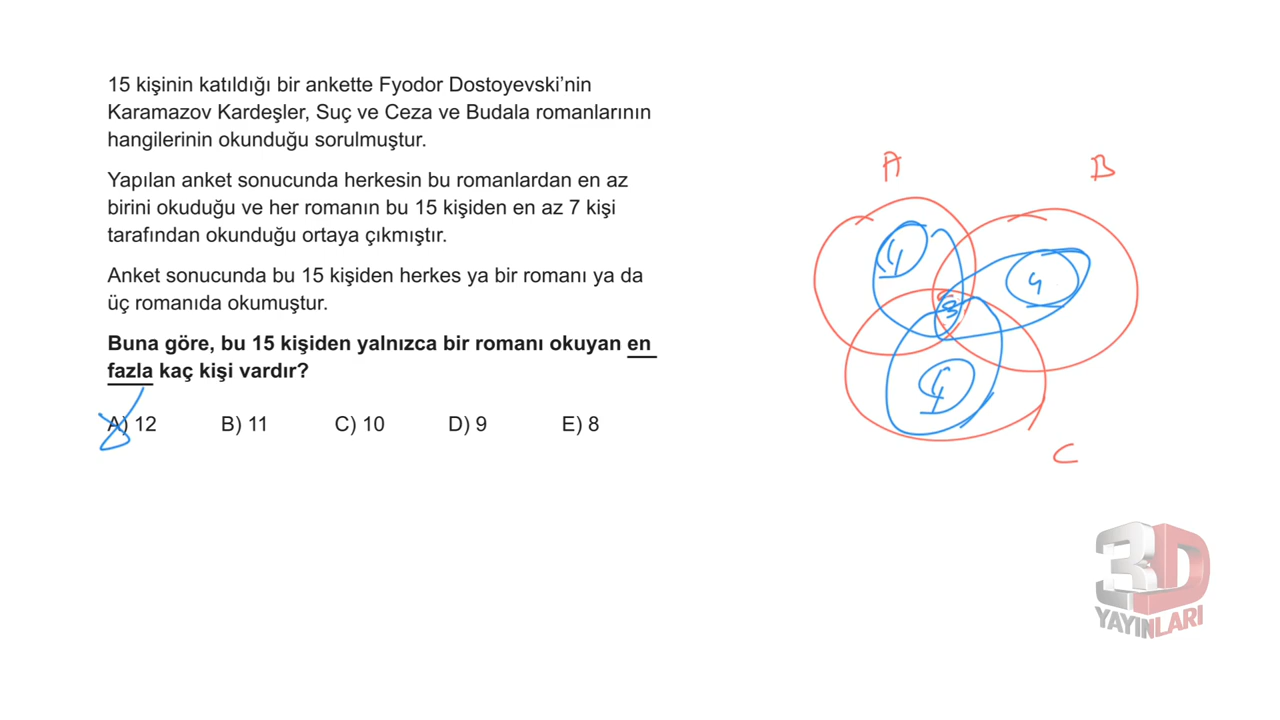 15 kişinin katıldığı bir ankette Fyodor Dostoyevski’nin
Karamazov Kardeşler, Suç ve Ceza ve Budala romanlarının
hangilerinin okunduğu sorulmuştur.
Yapılan anket sonucunda herkesin bu romanlardan en az
birini okuduğu ve her romanın bu 15 kişiden en az 7 kişi
tarafından okunduğu ortaya çıkmıştır.
Anket sonucunda bu 15 kişiden herkes ya bir romanı ya da
üç romanıda okumuştur.
Buna göre, bu 15 kişiden yalnızca bir romanı okuyan en
fazla kaç kişi vardır?
A) 12 B) 11 C) 10 D) 9 E) 8
A
B
4
4
3
4
C
3D
YAYINLARI